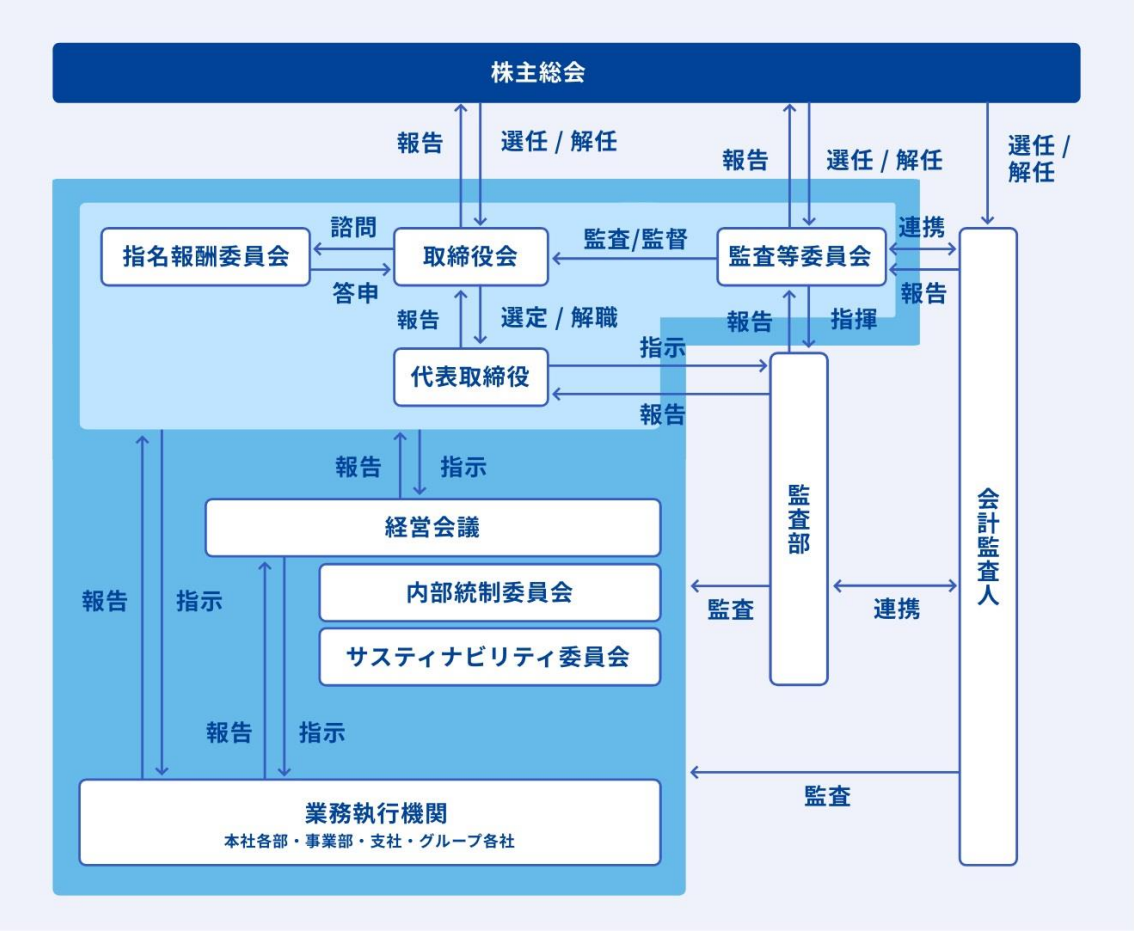 株主総会
報告
選任 / 解任
報告
選任 / 解任
選任 /
解任
指名報酬委員会
諮問
答申
取締役会
監査/監督
監査等委員会
連携
報告
報告
選定 / 解職
報告
指揮
代表取締役
指示
報告
報告
指示
経営会議
内部統制委員会
サスティナビリティ委員会
監査部
会計監査人
報告
指示
監査
連携
報告
指示
監査
業務執行機関
本社各部・事業部・支社・グループ各社